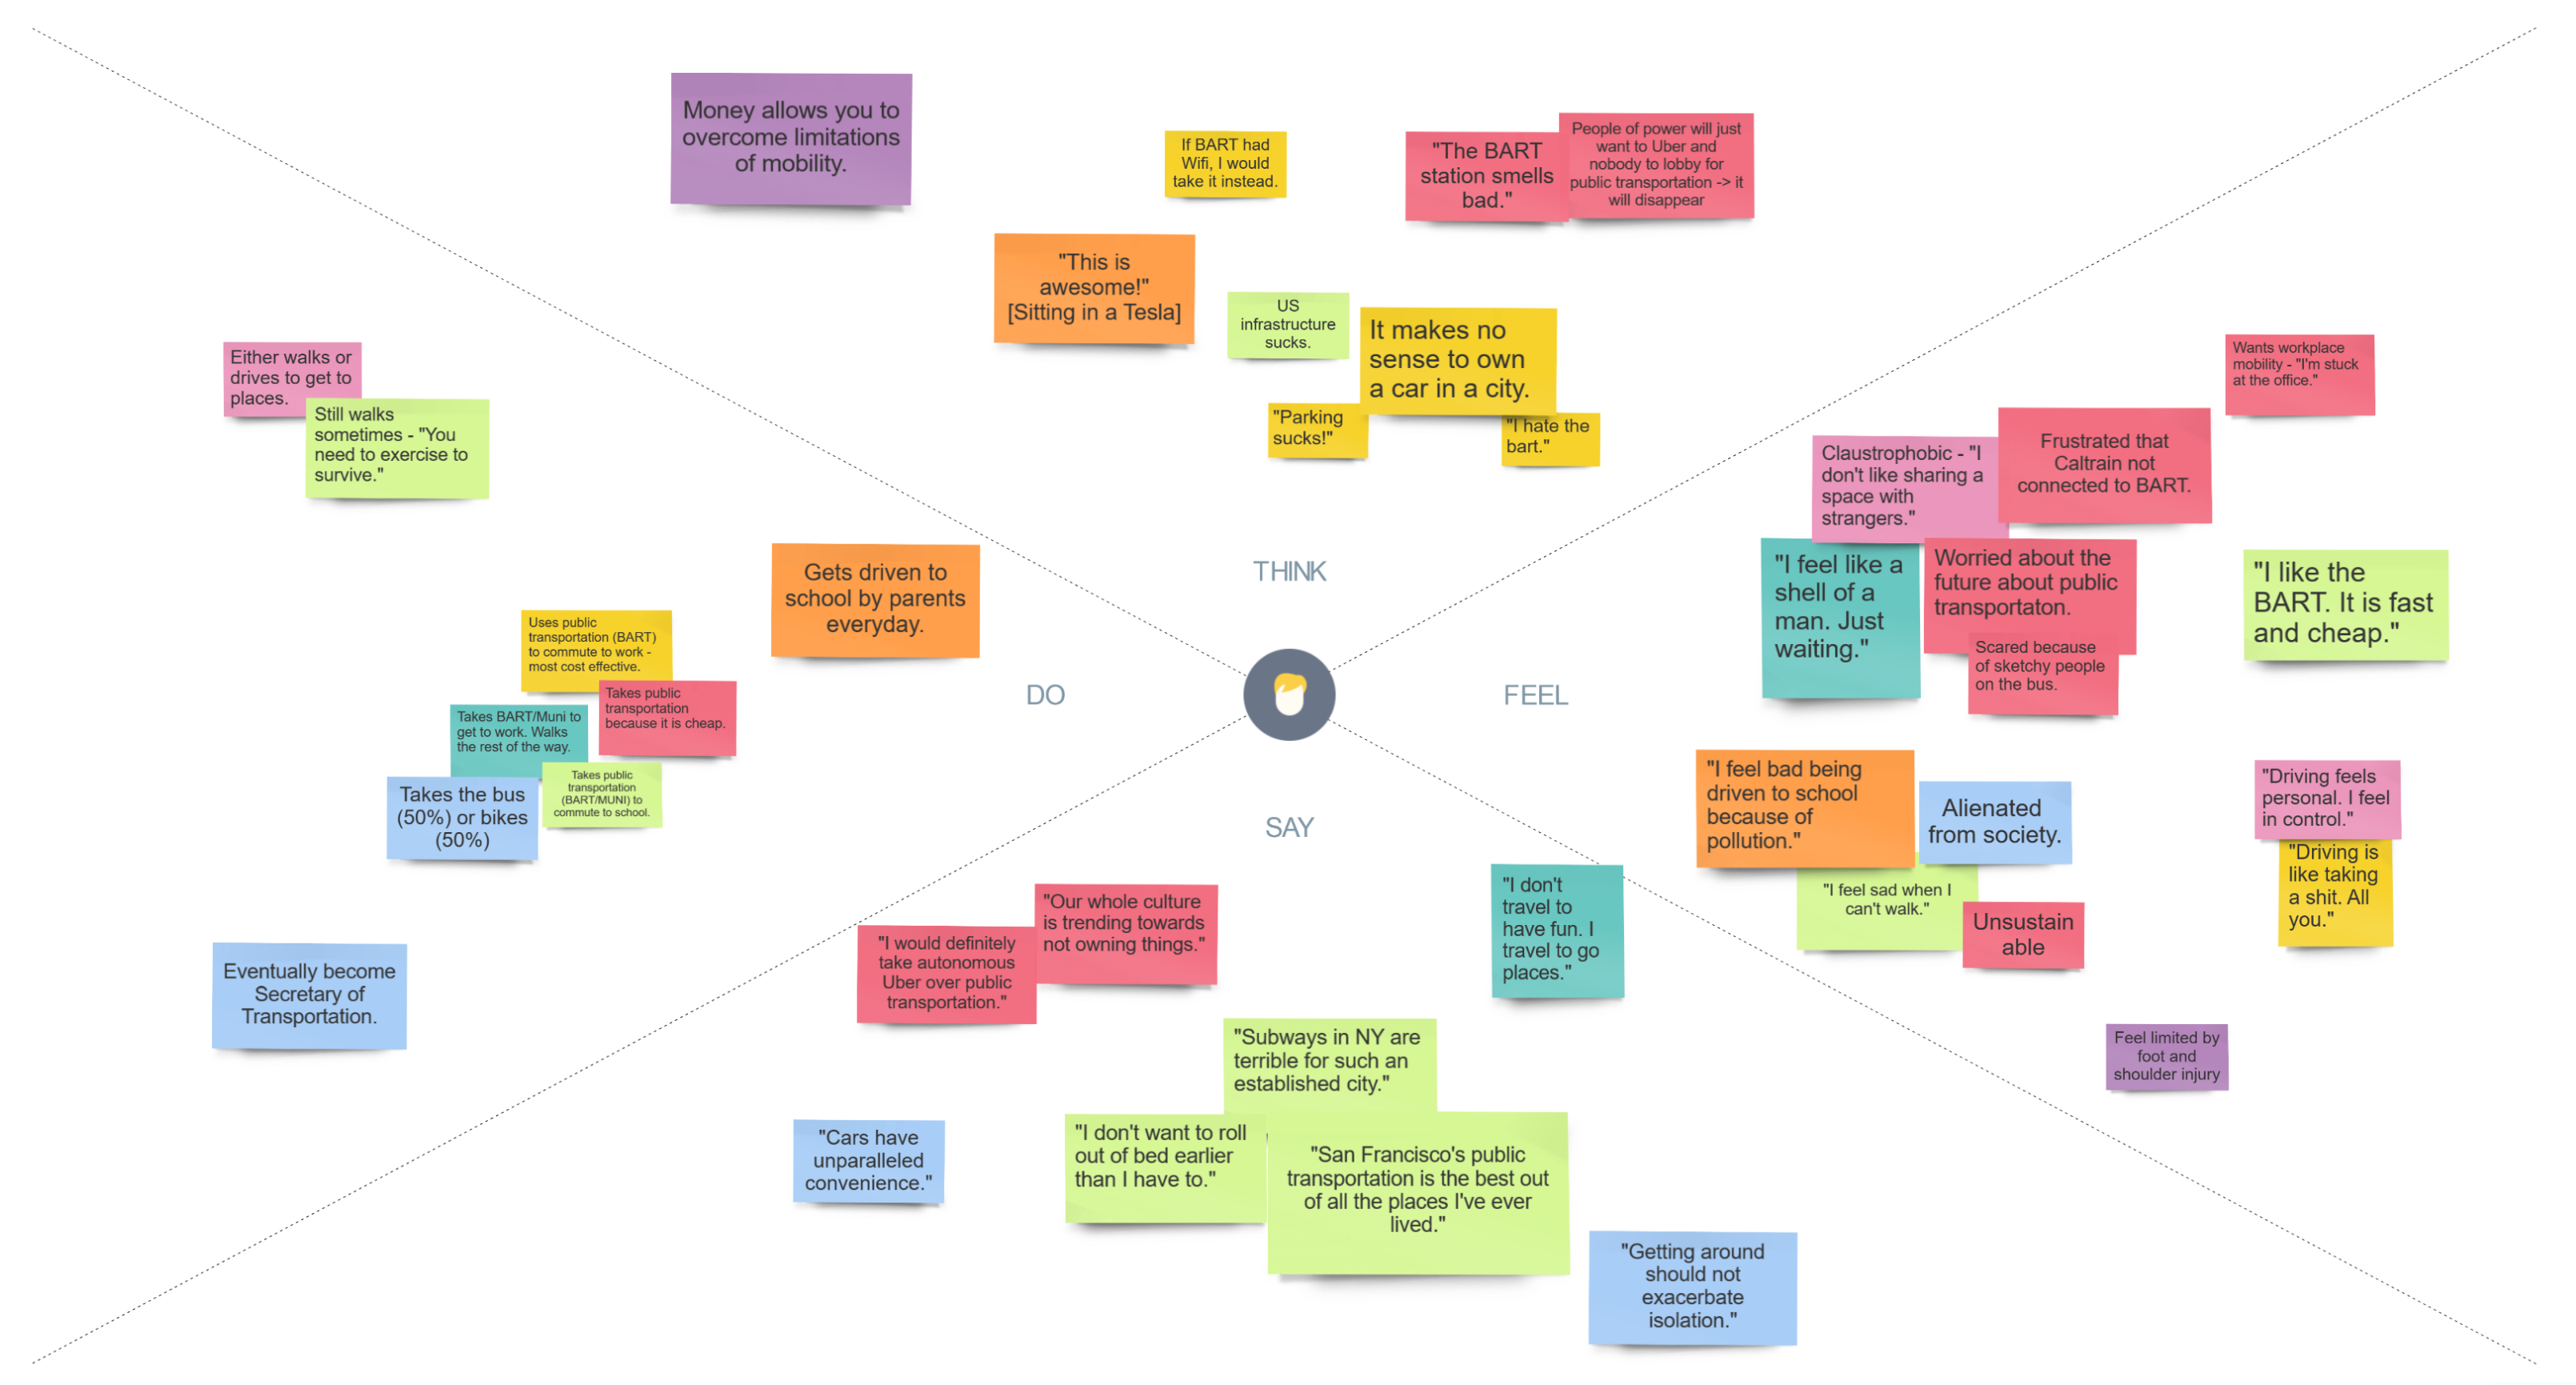 Money allows you to
overcome limitations
of mobility.
If BART had
Wifi, I would
take it instead.
"The BART
station smells
bad."
People of power will just
want to Uber and
nobody to lobby for
public transportation -> it
will disappear
"This is
awesome!"
[Sitting in a Tesla]
US
infrastructure
sucks.
It makes no
sense to own
a car in a city.
"Parking
sucks!"
"I hate the
bart."
THINK
Either walks or
drives to get to
places.
Still walks
sometimes - "You
need to exercise to
survive."
Gets driven to
school by parents
everyday.
Uses public
transportation (BART)
to commute to work -
most cost effective.
Takes public
transportation
because it is cheap.
Takes BART/Muni to
get to work. Walks
the rest of the way.
Takes public
transportation
(BART/MUNI) to
commute to school.
Takes the bus
(50%) or bikes
(50%)
Eventually become
Secretary of
Transportation.
DO
FEEL
Wants workplace
mobility - "I'm stuck
at the office."
Claustrophobic - "I
don't like sharing a
space with
strangers."
Frustrated that
Caltrain not
connected to BART.
"I feel like a
shell of a
man. Just
waiting."
Worried about the
future about public
transportaton.
Scared because
of sketchy people
on the bus.
"I like the
BART. It is fast
and cheap."
"I feel bad being
driven to school
because of
pollution."
Alienated
from society.
"I feel sad when I
can't walk."
Unsustain
able
"Driving feels
personal. I feel
in control."
"Driving is
like taking
a shit. All
you."
Feel limited by
foot and
shoulder injury
SAY
"I would definitely
take autonomous
Uber over public
transportation."
"Our whole culture
is trending towards
not owning things."
"I don't
travel to
have fun. I
travel to go
places."
"Subways in NY are
terrible for such an
established city."
"Cars have
unparalleled
convenience."
"I don't want to roll
out of bed earlier
than I have to."
"San Francisco's public
transportation is the best out
of all the places I've ever
lived."
"Getting around
should not
exacerbate
isolation."